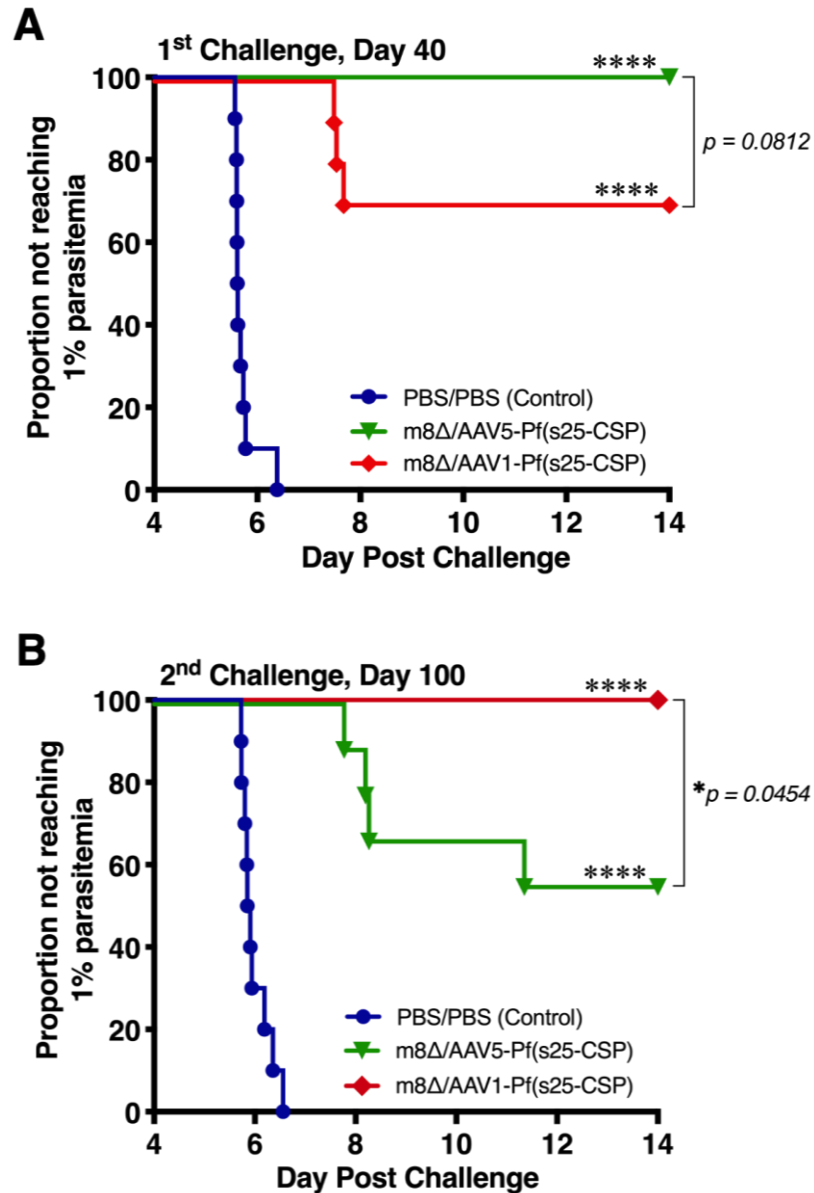 A
1st Challenge, Day 40
Proportion not reaching
1% parasitemia
100
80
60
40
20
0
****
****
p = 0.0812
PBS/PBS (Control)
m8Δ/AAV5-Pf(s25-CSP)
m8Δ/AAV1-Pf(s25-CSP)
4 6 8 10 12 14
Day Post Challenge
B
2nd Challenge, Day 100
Proportion not reaching
1% parasitemia
100
80
60
40
20
0
****
****
*p = 0.0454
PBS/PBS (Control)
m8Δ/AAV5-Pf(s25-CSP)
m8Δ/AAV1-Pf(s25-CSP)
4 6 8 10 12 14
Day Post Challenge